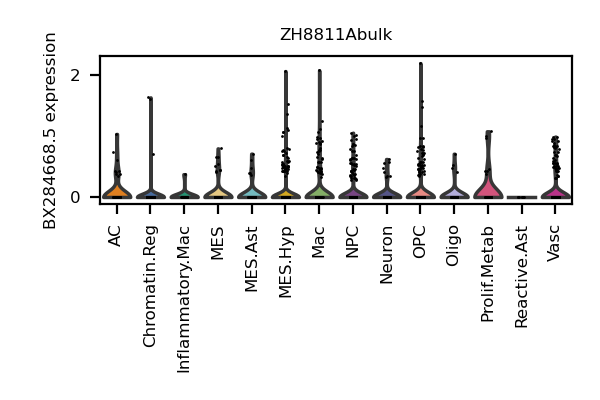 ZH8811Abulk
BX284668.5 expression
2
0
AC
Chromatin.Reg
Inflammatory.Mac
MES
MES.Ast
MES.Hyp
Mac
NPC
Neuron
OPC
Oligo
Prolif.Metab
Reactive.Ast
Vasc